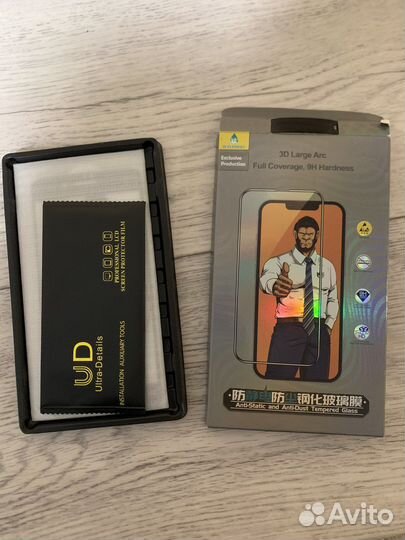 Exclusive
Production
3D Large Arc
Full Coverage, 9H Hardness
防静电防尘钢化玻璃膜
Anti-Static and Anti-Dust Tempered Glass
UD
Ultra-Details
INSTALLATION AUXILIARY TOOLS
PROFESSIONAL LCD
SCREEN PROTECTOR FILM
Avito